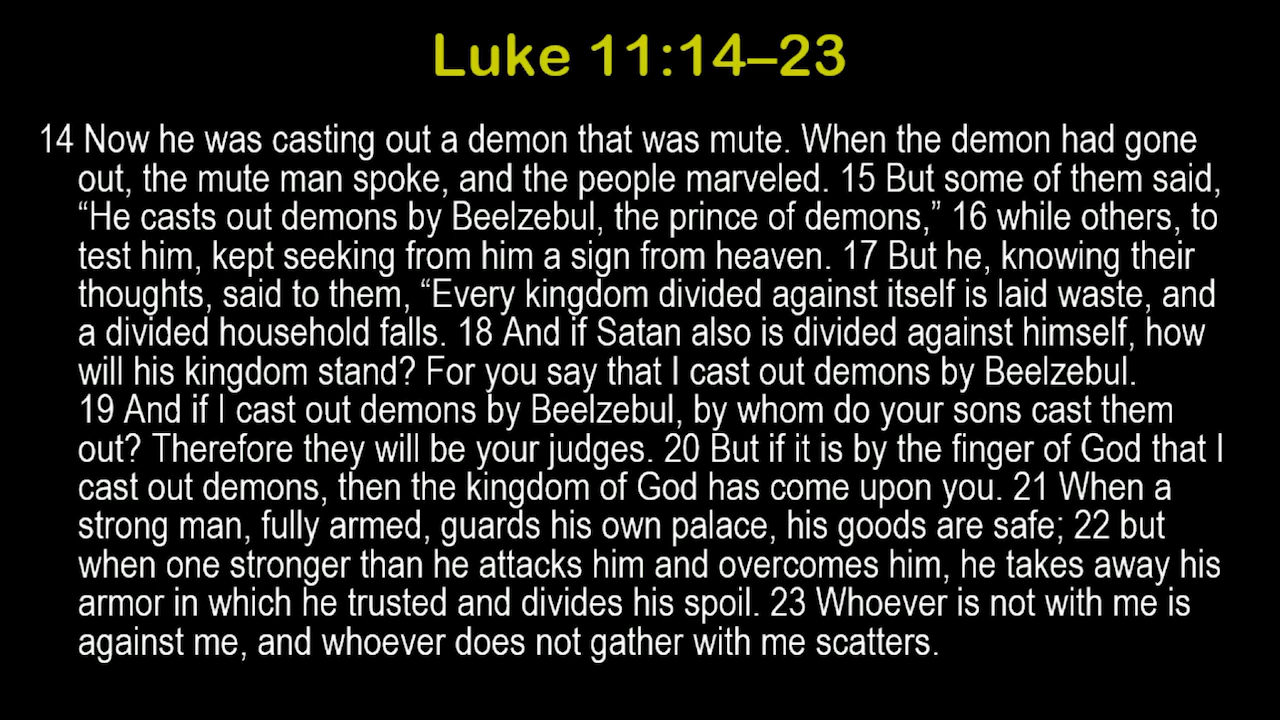 Luke 11:14–23
14 Now he was casting out a demon that was mute. When the demon had gone
out, the mute man spoke, and the people marveled. 15 But some of them said,
“He casts out demons by Beelzebul, the prince of demons,” 16 while others, to
test him, kept seeking from him a sign from heaven. 17 But he, knowing their
thoughts, said to them, “Every kingdom divided against itself is laid waste, and
a divided household falls. 18 And if Satan also is divided against himself, how
will his kingdom stand? For you say that I cast out demons by Beelzebul.
19 And if I cast out demons by Beelzebul, by whom do your sons cast them
out? Therefore they will be your judges. 20 But if it is by the finger of God that I
cast out demons, then the kingdom of God has come upon you. 21 When a
strong man, fully armed, guards his own palace, his goods are safe; 22 but
when one stronger than he attacks him and overcomes him, he takes away his
armor in which he trusted and divides his spoil. 23 Whoever is not with me is
against me, and whoever does not gather with me scatters.